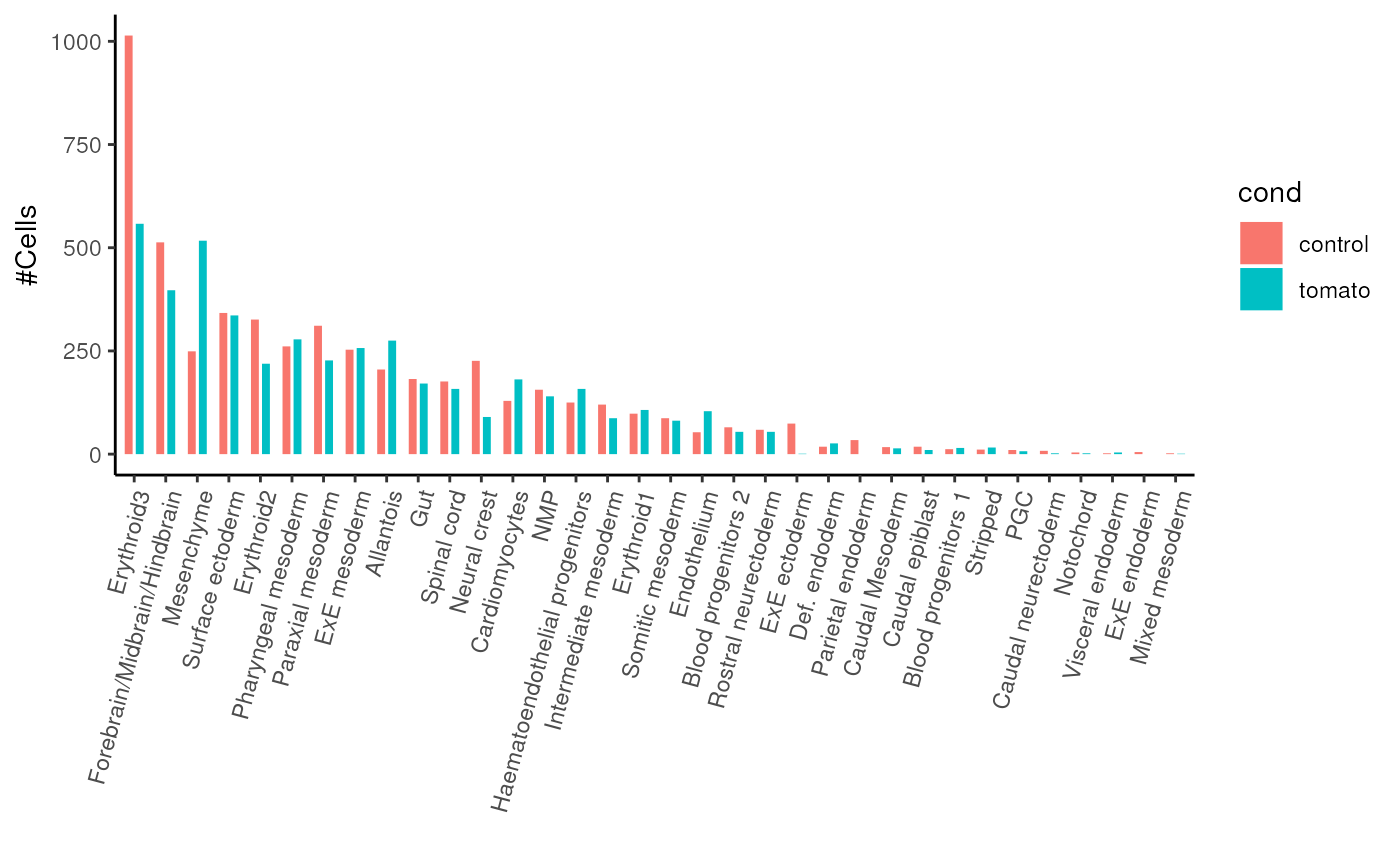 1000
750
500
250
0
#Cells
Erythroid3
Forebrain/Midbrain/Hindbrain
Mesenchyme
Surface ectoderm
Erythroid2
Pharyngeal mesoderm
Paraxial mesoderm
ExE mesoderm
Allantois
Gut
Spinal cord
Neural crest
Cardiomyocytes
NMP
Haematoendothelial progenitors
Intermediate mesoderm
Erythroid1
Somitic mesoderm
Endothelium
Blood progenitors 2
Rostral neurectoderm
ExE ectoderm
Def. endoderm
Parietal endoderm
Caudal Mesoderm
Caudal epiblast
Blood progenitors 1
Stripped
PGC
Caudal neurectoderm
Notochord
Visceral endoderm
ExE endoderm
Mixed mesoderm
cond
control
tomato